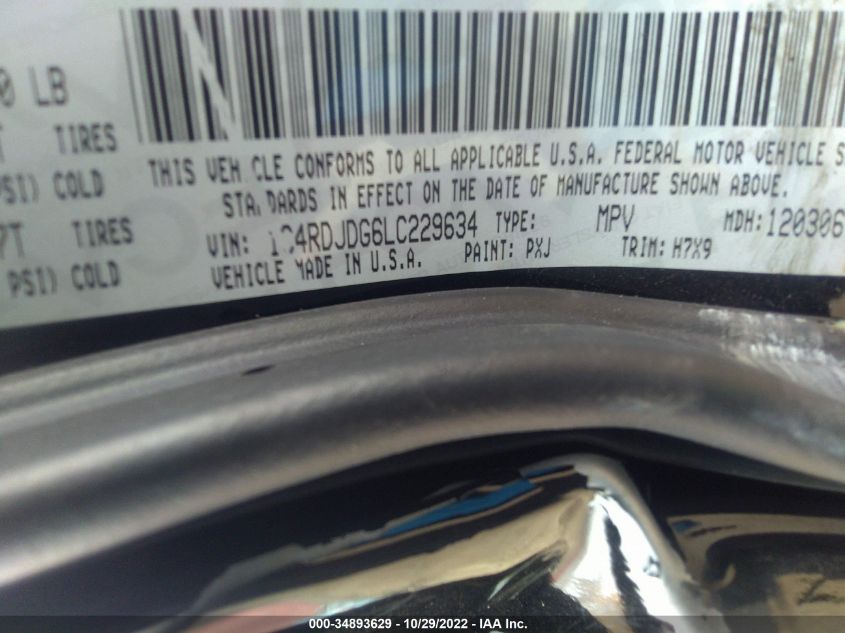 0 LB
T TIRES
PSI) COLD
7T TIRES
PSI) COLD
THIS VEH CLE CONFORMS TO ALL APPLICABLE U.S.A. FEDERAL MOTOR VEHICLE S
STA DARDS IN EFFECT ON THE DATE OF MANUFACTURE SHOWN ABOVE.
VIN: 1C4RDJDG6LC229634 TYPE: MPV MDH: 120306
VEHICLE MADE IN U.S.A. PAINT: PXJ TRIM: H7X9
000-34893629 - 10/29/2022 - IAA Inc.